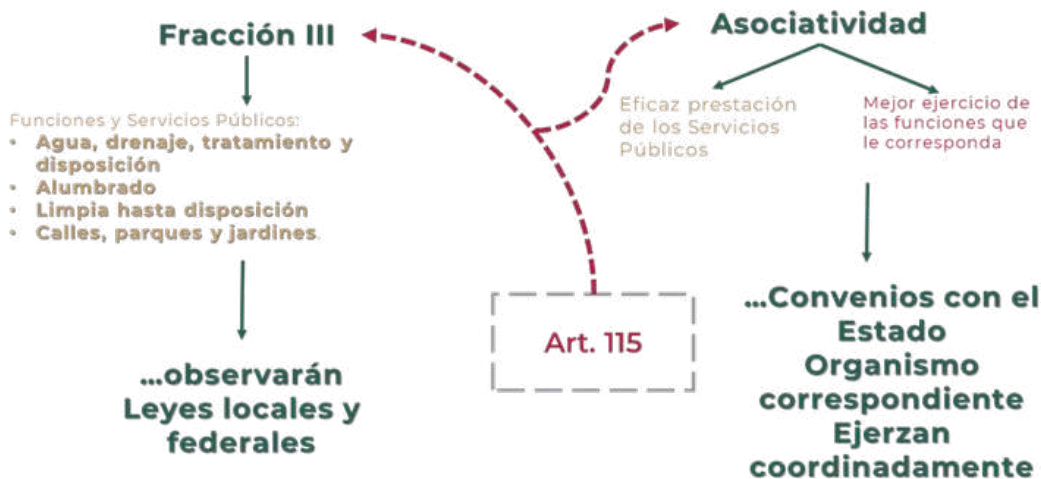 Fracción III
Funciones y Servicios Públicos:
• Agua, drenaje, tratamiento y
disposición
• Alumbrado
• Limpia hasta disposición
• Calles, parques y jardines.
...observarán
Leyes locales y
federales
Art. 115
Asociatividad
Eficaz prestación
de los Servicios
Públicos
Mejor ejercicio de
las funciones que
le corresponda
...Convenios con el
Estado
Organismo
correspondiente
Ejerzan
coordinadamente